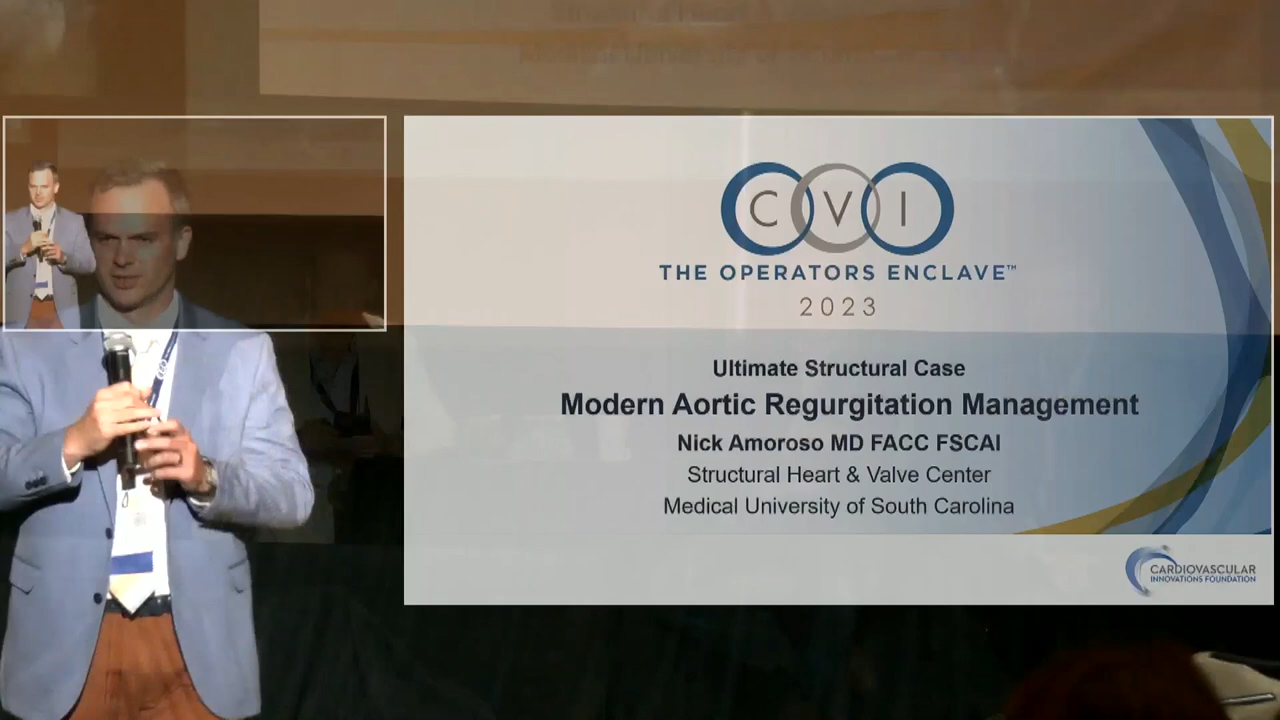 CVI
THE OPERATORS ENCLAVE™
2023
Ultimate Structural Case
Modern Aortic Regurgitation Management
Nick Amoroso MD FACC FSCAI
Structural Heart & Valve Center
Medical University of South Carolina
CARDIOVASCULAR
INNOVATIONS FOUNDATION